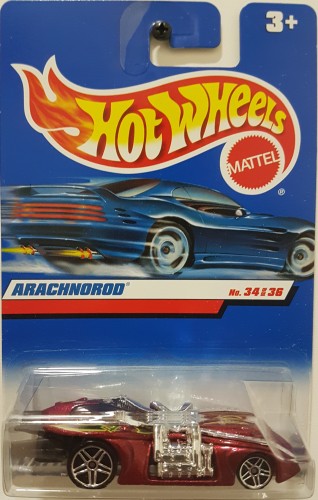 3+
HOT WHEELS
MATTEL
®
ARACHNOROD®
No. 34 OF 36